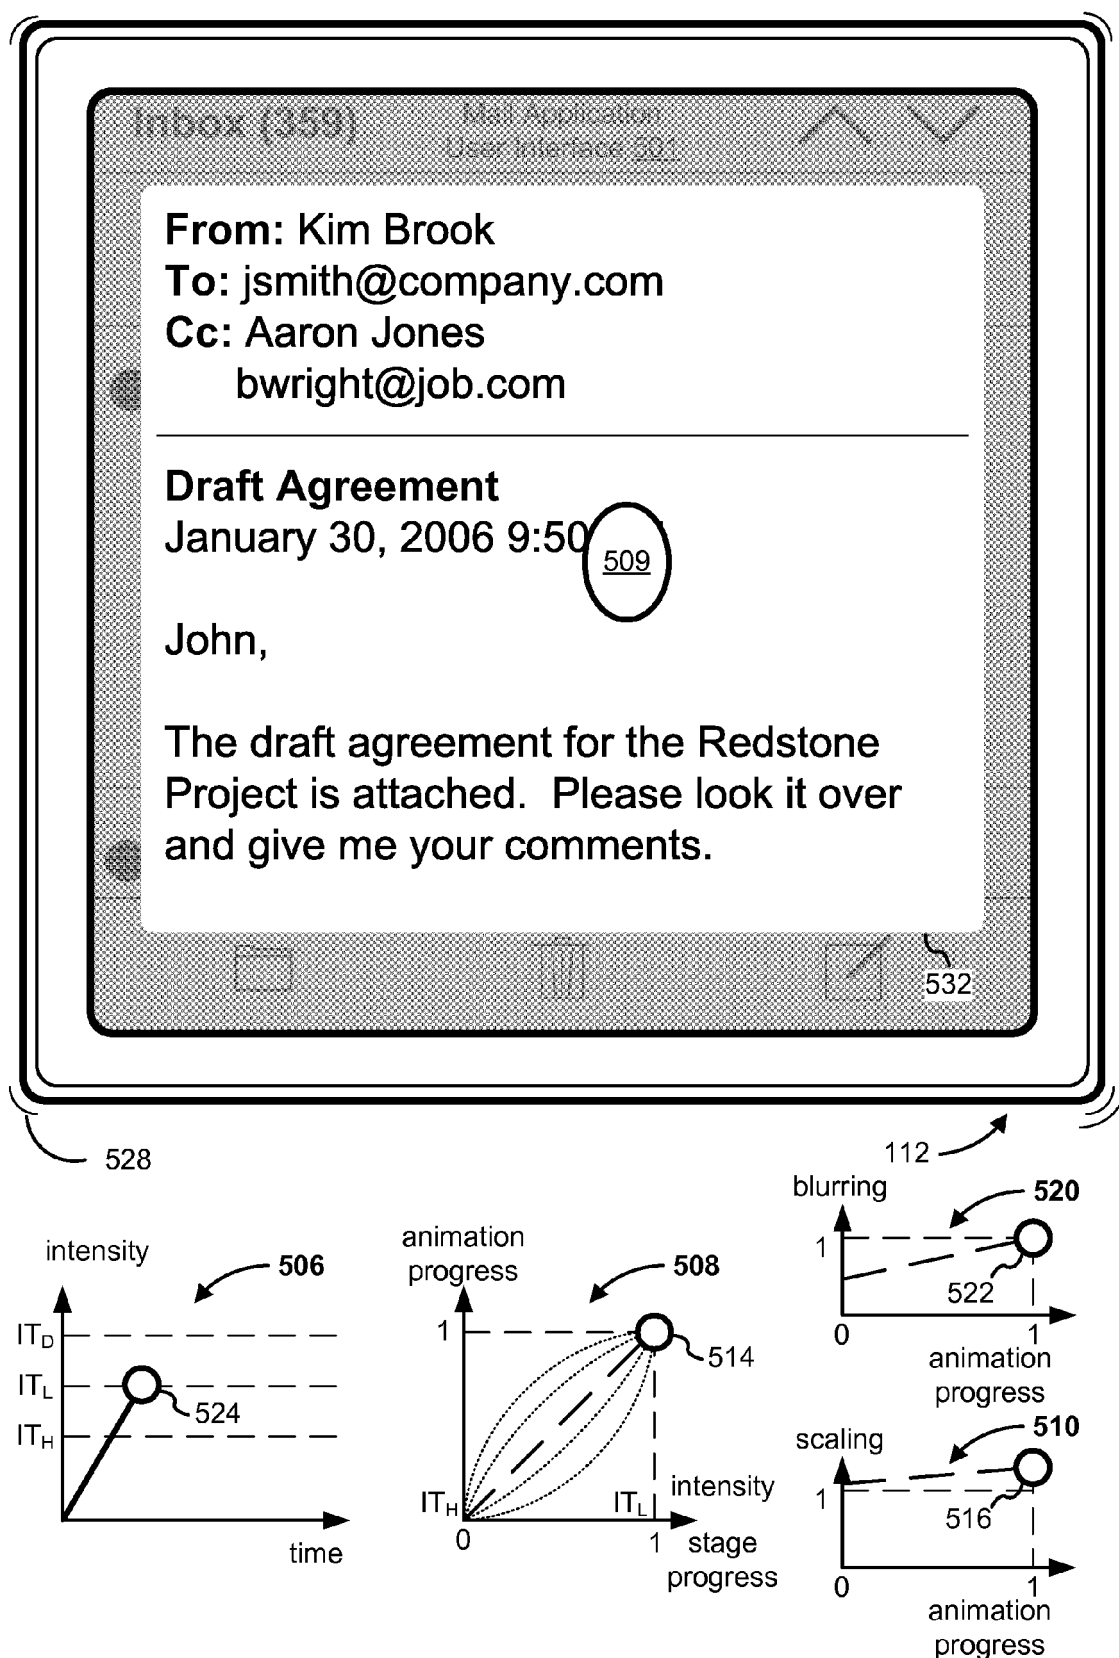 Inbox (359)
Mail Application
User Interface 501
From: Kim Brook
To: jsmith@company.com
Cc: Aaron Jones
bwright@job.com
Draft Agreement
January 30, 2006 9:50
509
John,
The draft agreement for the Redstone
Project is attached.  Please look it over
and give me your comments.
532
528
112
intensity
506
IT_D
IT_L
IT_H
524
time
animation
progress
508
1
514
IT_H
IT_L
intensity
0
1
stage
progress
blurring
520
1
522
0
1
animation
progress
scaling
510
1
516
0
1
animation
progress